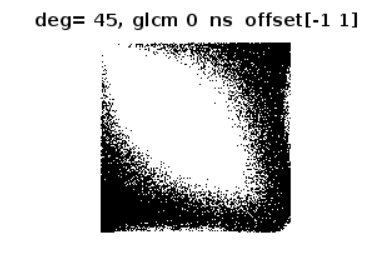 deg= 45, glcm 0 ns offset[-1 1]